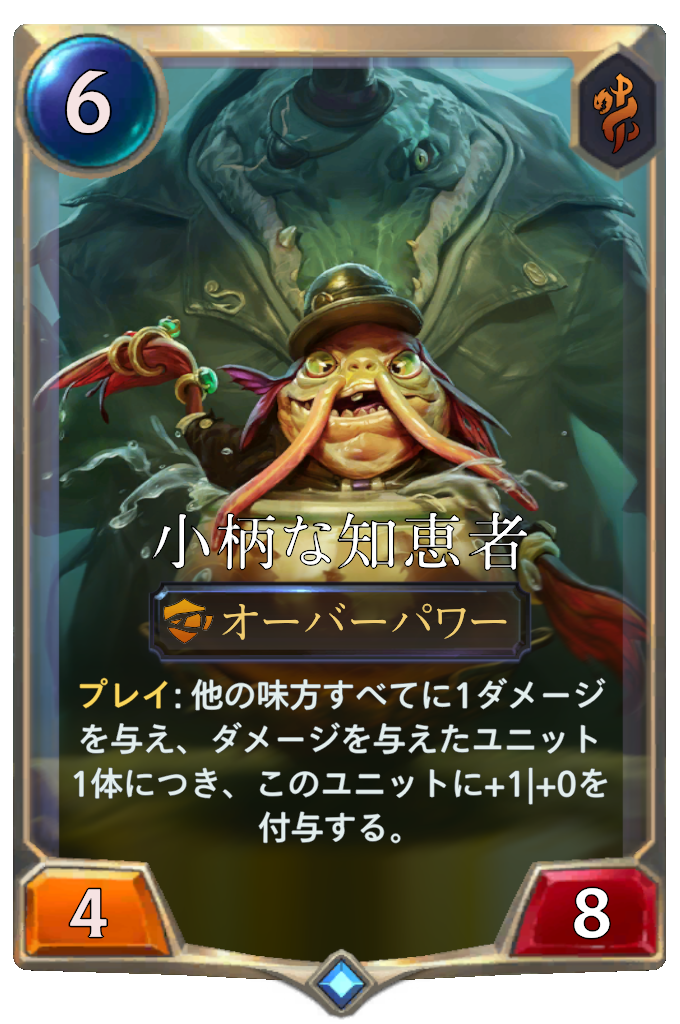 6
小柄な知恵者
オーバーパワー
プレイ: 他の味方すべてに1ダメージ
を与え、ダメージを与えたユニット
1体につき、このユニットに+1|+0を
付与する。
4
8